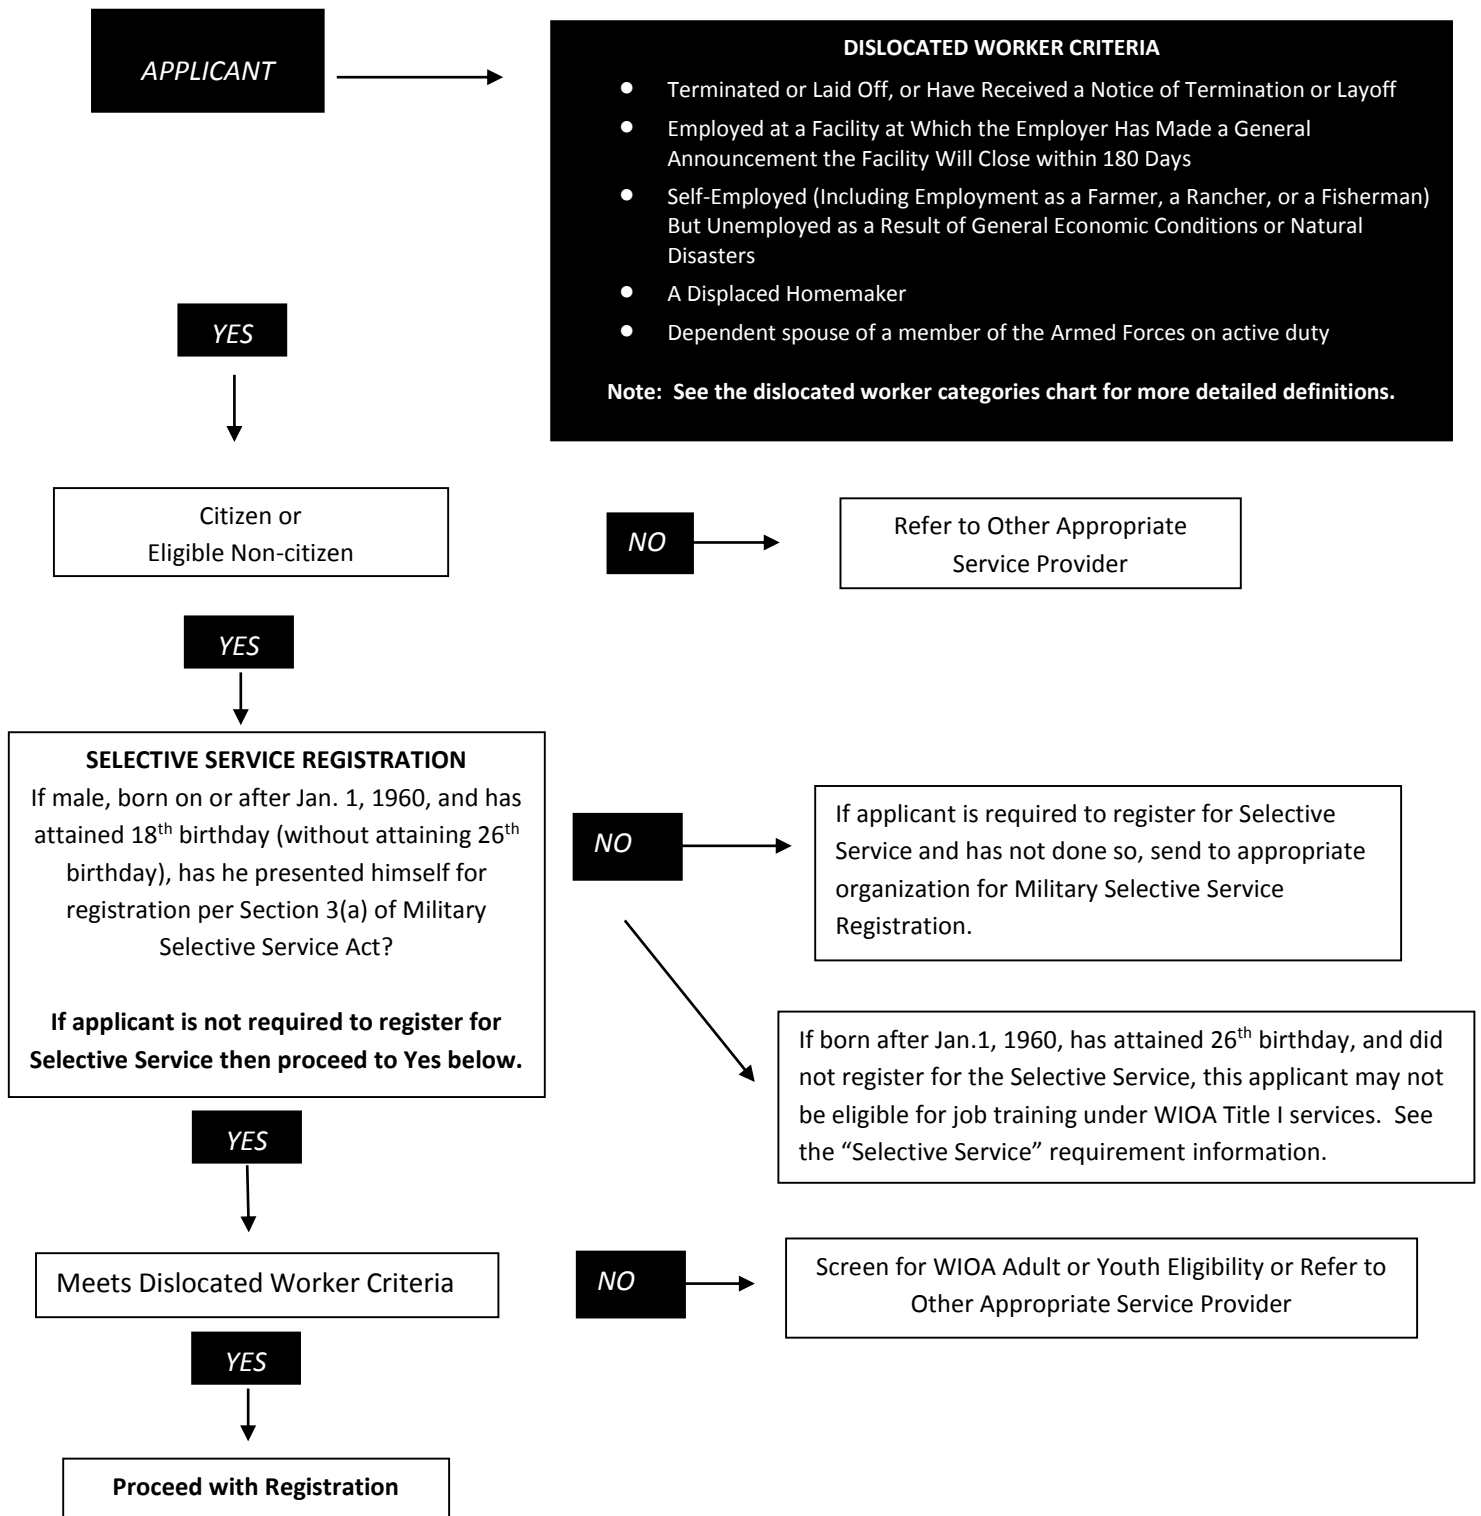 APPLICANT
DISLOCATED WORKER CRITERIA
● Terminated or Laid Off, or Have Received a Notice of Termination or Layoff
● Employed at a Facility at Which the Employer Has Made a General
Announcement the Facility Will Close within 180 Days
● Self-Employed (Including Employment as a Farmer, a Rancher, or a Fisherman)
But Unemployed as a Result of General Economic Conditions or Natural
Disasters
● A Displaced Homemaker
● Dependent spouse of a member of the Armed Forces on active duty
Note: See the dislocated worker categories chart for more detailed definitions.
YES
Citizen or
Eligible Non-citizen
NO
Refer to Other Appropriate
Service Provider
YES
SELECTIVE SERVICE REGISTRATION
If male, born on or after Jan. 1, 1960, and has
attained 18th birthday (without attaining 26th
birthday), has he presented himself for
registration per Section 3(a) of Military
Selective Service Act?
If applicant is not required to register for
Selective Service then proceed to Yes below.
NO
If applicant is required to register for Selective
Service and has not done so, send to appropriate
organization for Military Selective Service
Registration.
If born after Jan.1, 1960, has attained 26th birthday, and did
not register for the Selective Service, this applicant may not
be eligible for job training under WIOA Title I services. See
the “Selective Service” requirement information.
YES
Meets Dislocated Worker Criteria
NO
Screen for WIOA Adult or Youth Eligibility or Refer to
Other Appropriate Service Provider
YES
Proceed with Registration